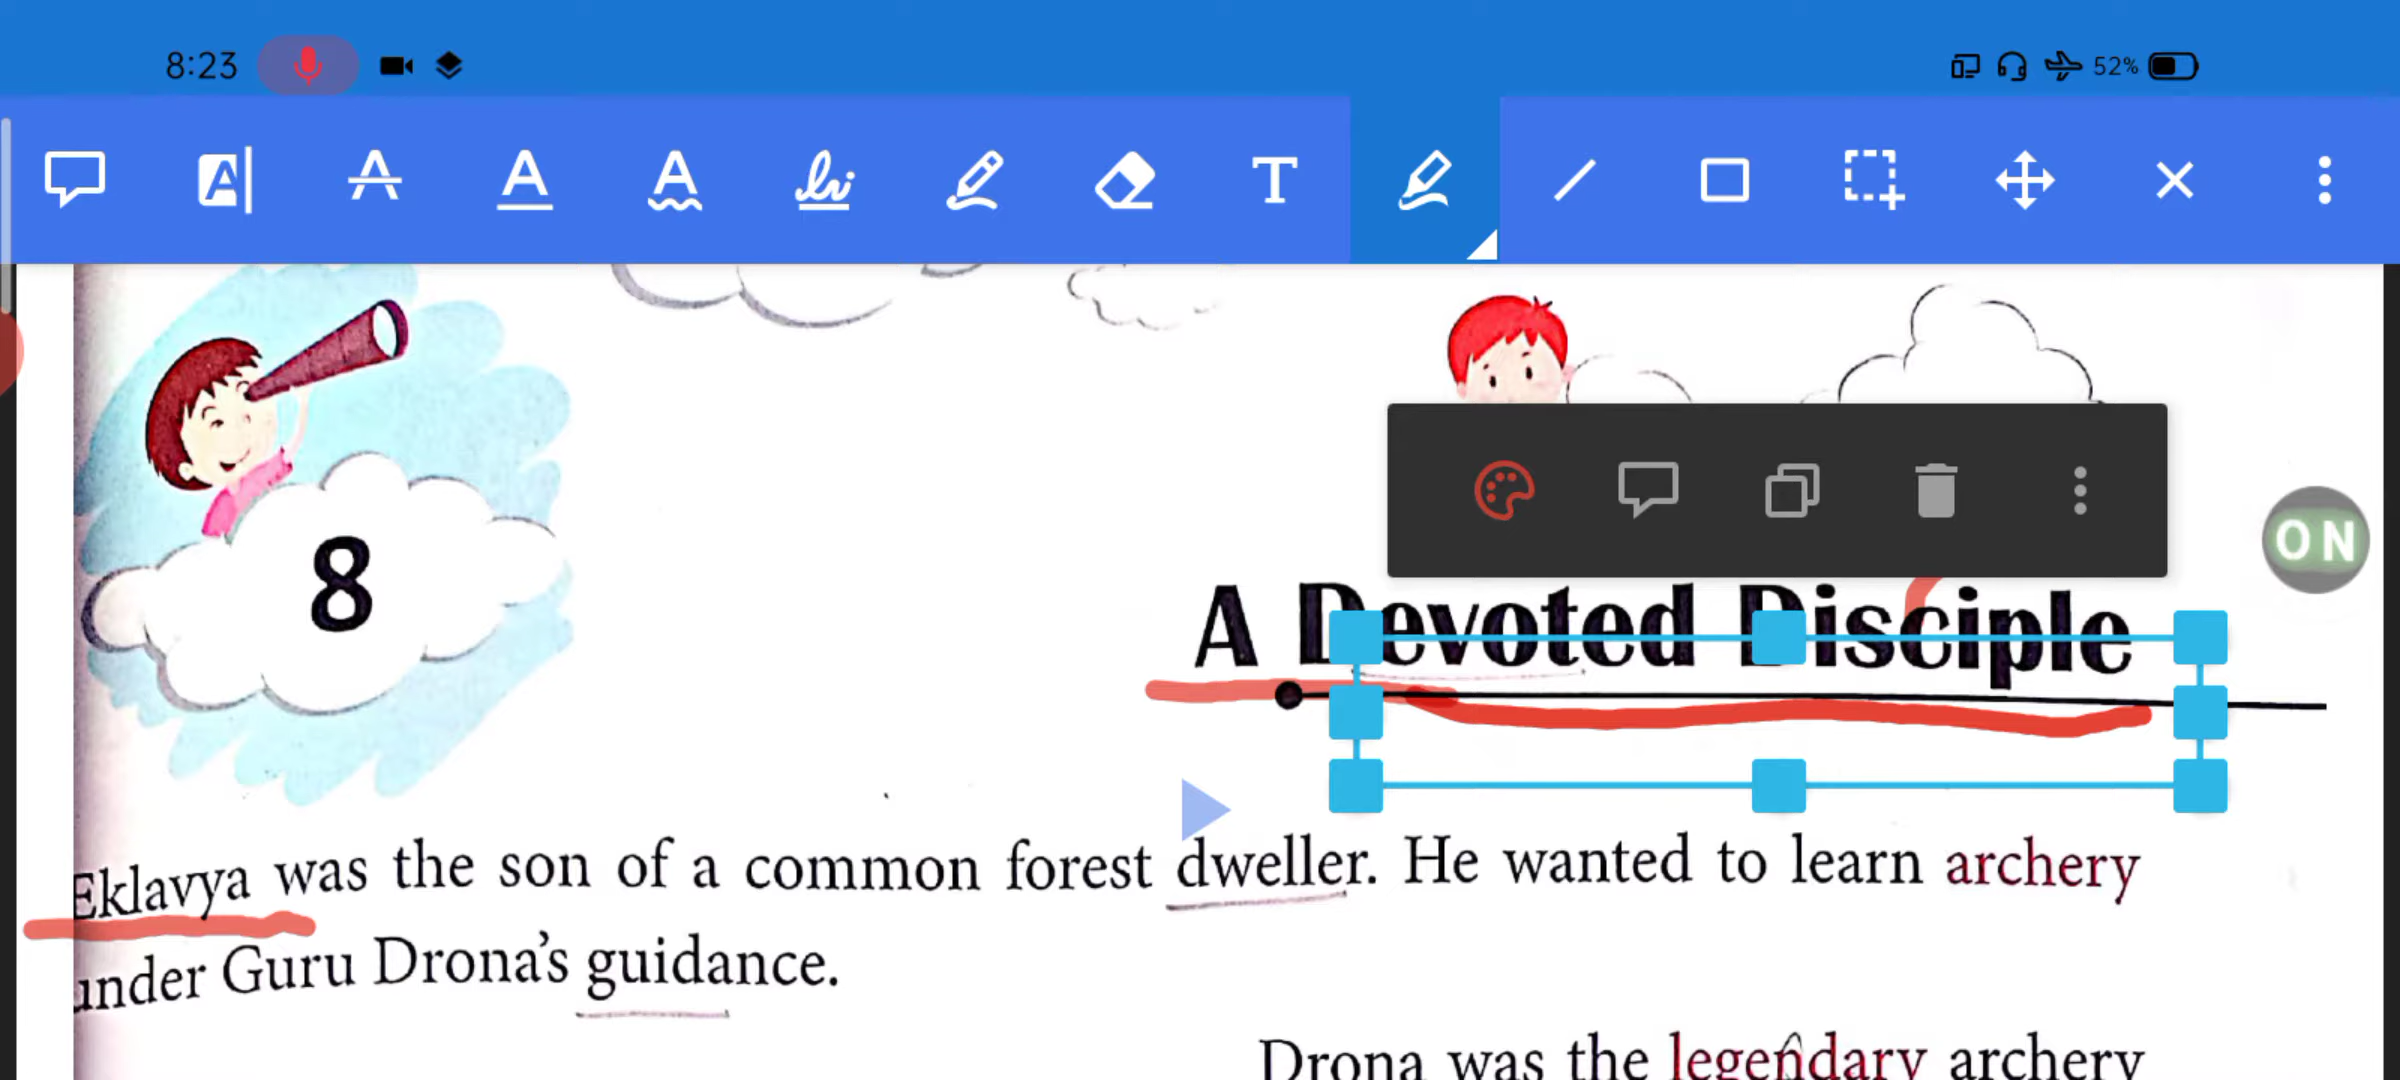 8:23
52%
A
A
A
A
T
8
ON
A Devoted Disciple
Eklavya was the son of a common forest dweller. He wanted to learn archery
under Guru Drona's guidance.
Drona was the legendary archery